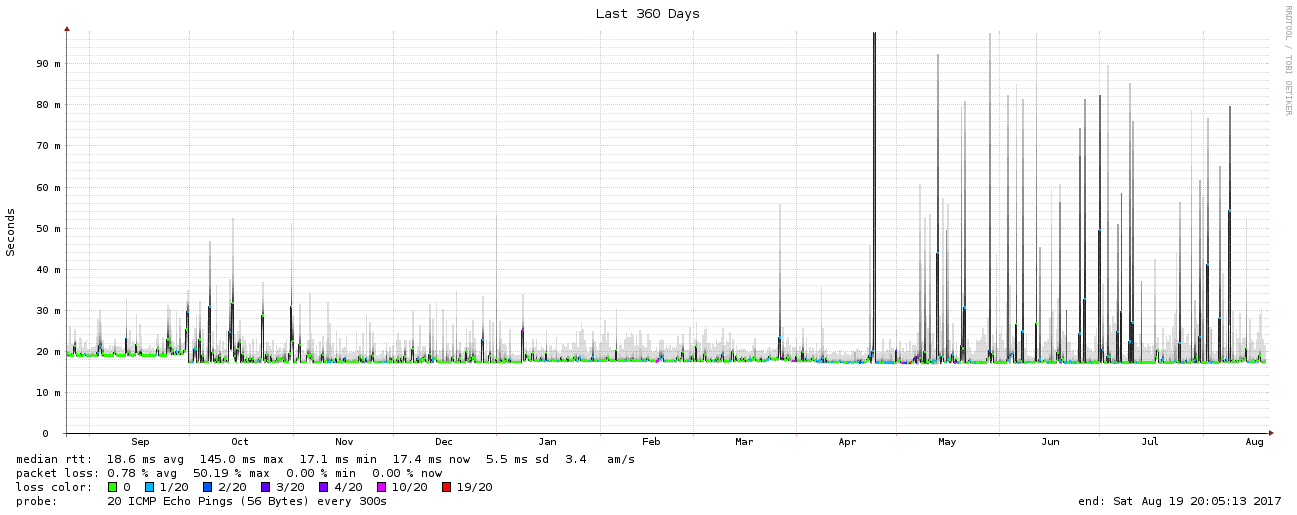 Last 360 Days
RRDTOOL / TOBI OETIKER
Seconds
90 m
80 m
70 m
60 m
50 m
40 m
30 m
20 m
10 m
0
Sep Oct Nov Dec Jan Feb Mar Apr May Jun Jul Aug
median rtt: 18.6 ms avg 145.0 ms max 17.1 ms min 17.4 ms now 5.5 ms sd 3.4 am/s
packet loss: 0.78 % avg 50.19 % max 0.00 % min 0.00 % now
loss color: 0 1/20 2/20 3/20 4/20 10/20 19/20
probe: 20 ICMP Echo Pings (56 Bytes) every 300s end: Sat Aug 19 20:05:13 2017